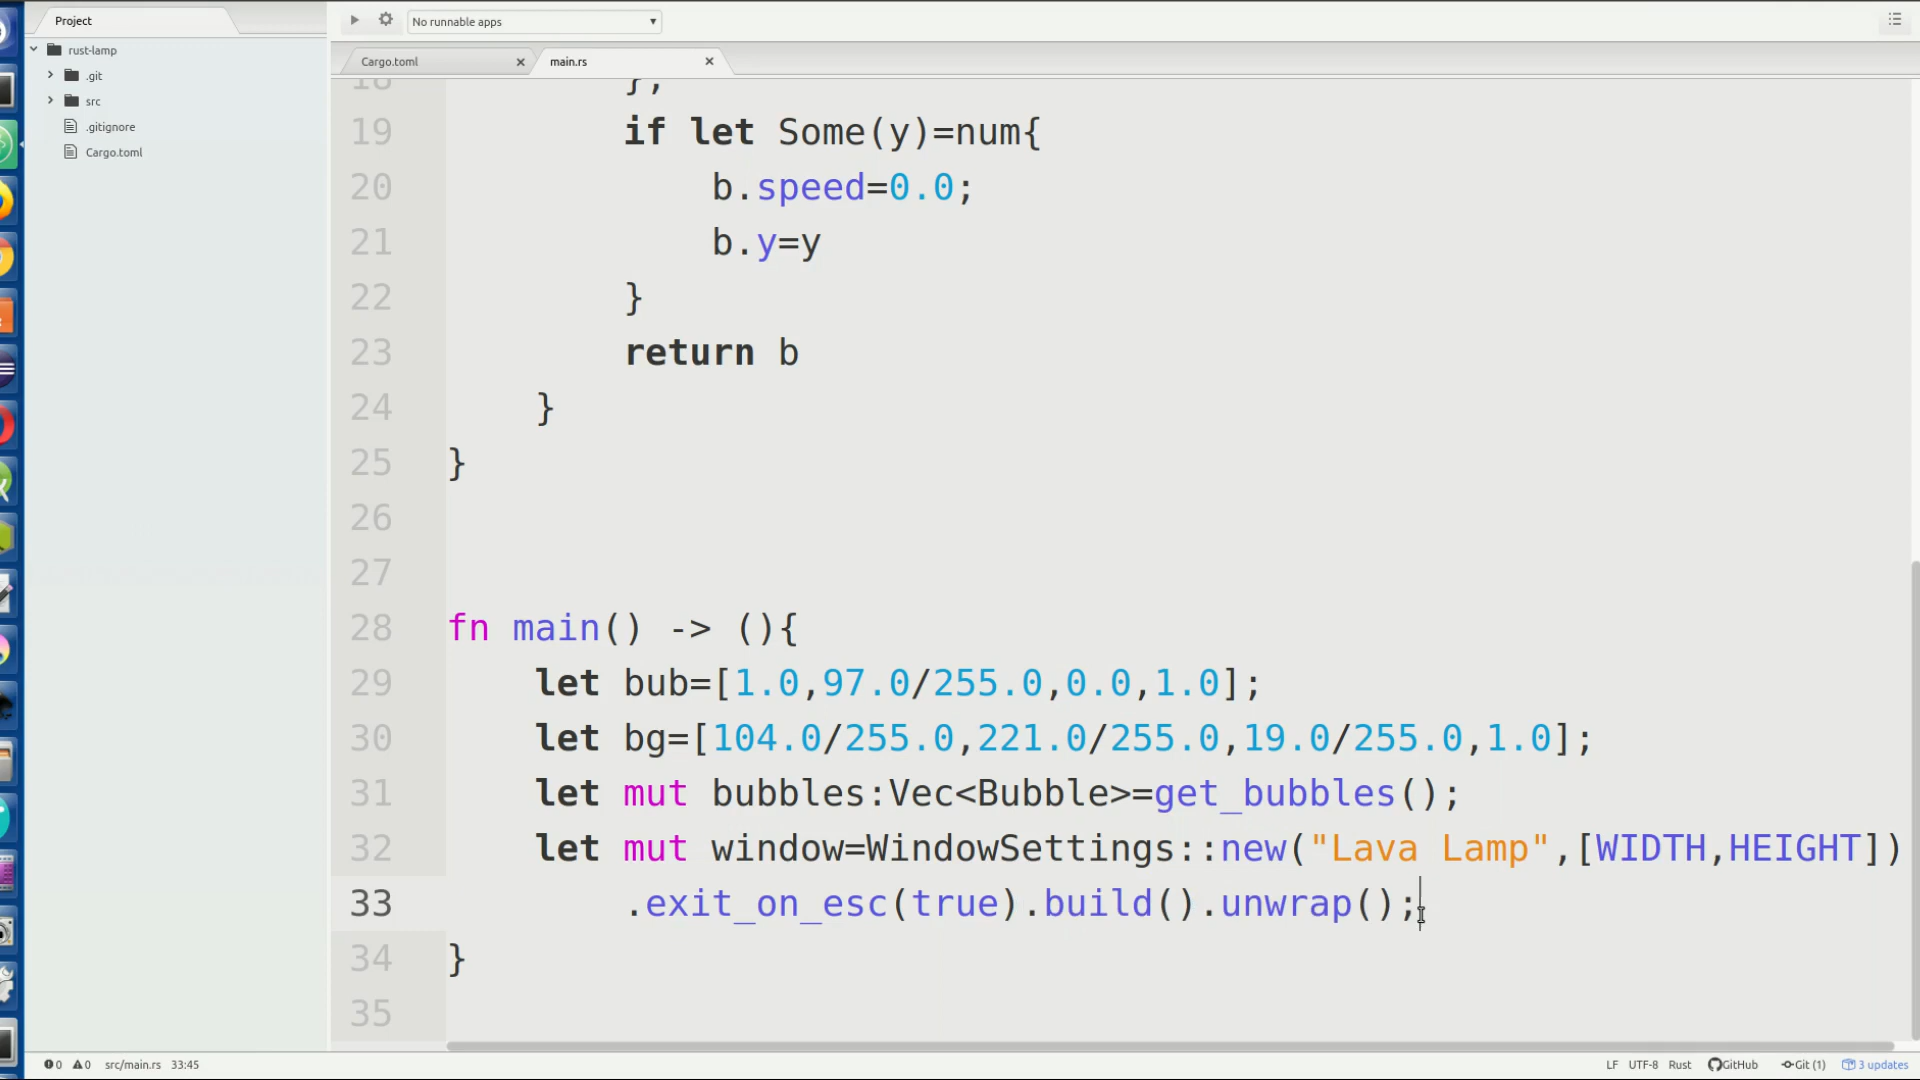 Project
No runnable apps
rust-lamp
.git
src
.gitignore
Cargo.toml
Cargo.toml
main.rs
18 },
19 if let Some(y)=num{
20 b.speed=0.0;
21 b.y=y
22 }
23 return b
24 }
25 }
26
27
28 fn main() -> (){
29 let bub=[1.0,97.0/255.0,0.0,1.0];
30 let bg=[104.0/255.0,221.0/255.0,19.0/255.0,1.0];
31 let mut bubbles:Vec<Bubble>=get_bubbles();
32 let mut window=WindowSettings::new("Lava Lamp",[WIDTH,HEIGHT])
33 .exit_on_esc(true).build().unwrap();
34 }
35
0 0 src/main.rs 33:45 LF UTF-8 Rust GitHub Git (1) 3 updates